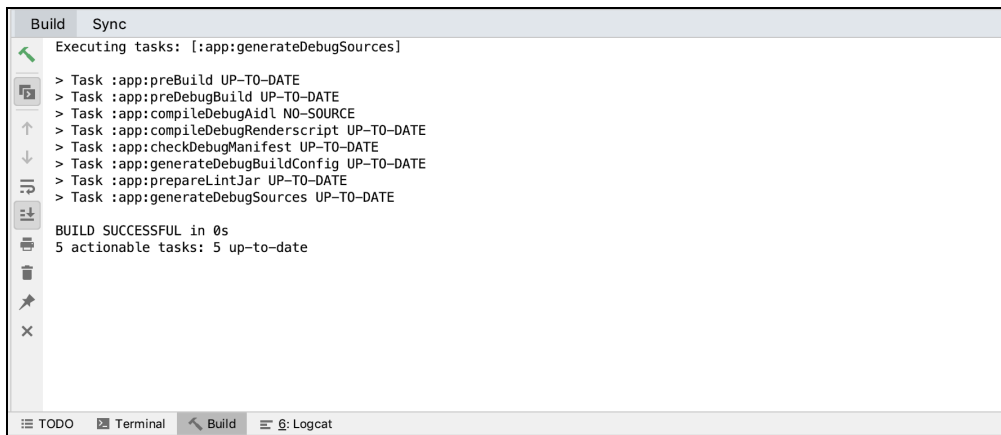 Build Sync
Executing tasks: [:app:generateDebugSources]
> Task :app:preBuild UP-TO-DATE
> Task :app:preDebugBuild UP-TO-DATE
> Task :app:compileDebugAidl NO-SOURCE
> Task :app:compileDebugRenderscript UP-TO-DATE
> Task :app:checkDebugManifest UP-TO-DATE
> Task :app:generateDebugBuildConfig UP-TO-DATE
> Task :app:prepareLintJar UP-TO-DATE
> Task :app:generateDebugSources UP-TO-DATE
BUILD SUCCESSFUL in 0s
5 actionable tasks: 5 up-to-date
TODO Terminal Build 6: Logcat